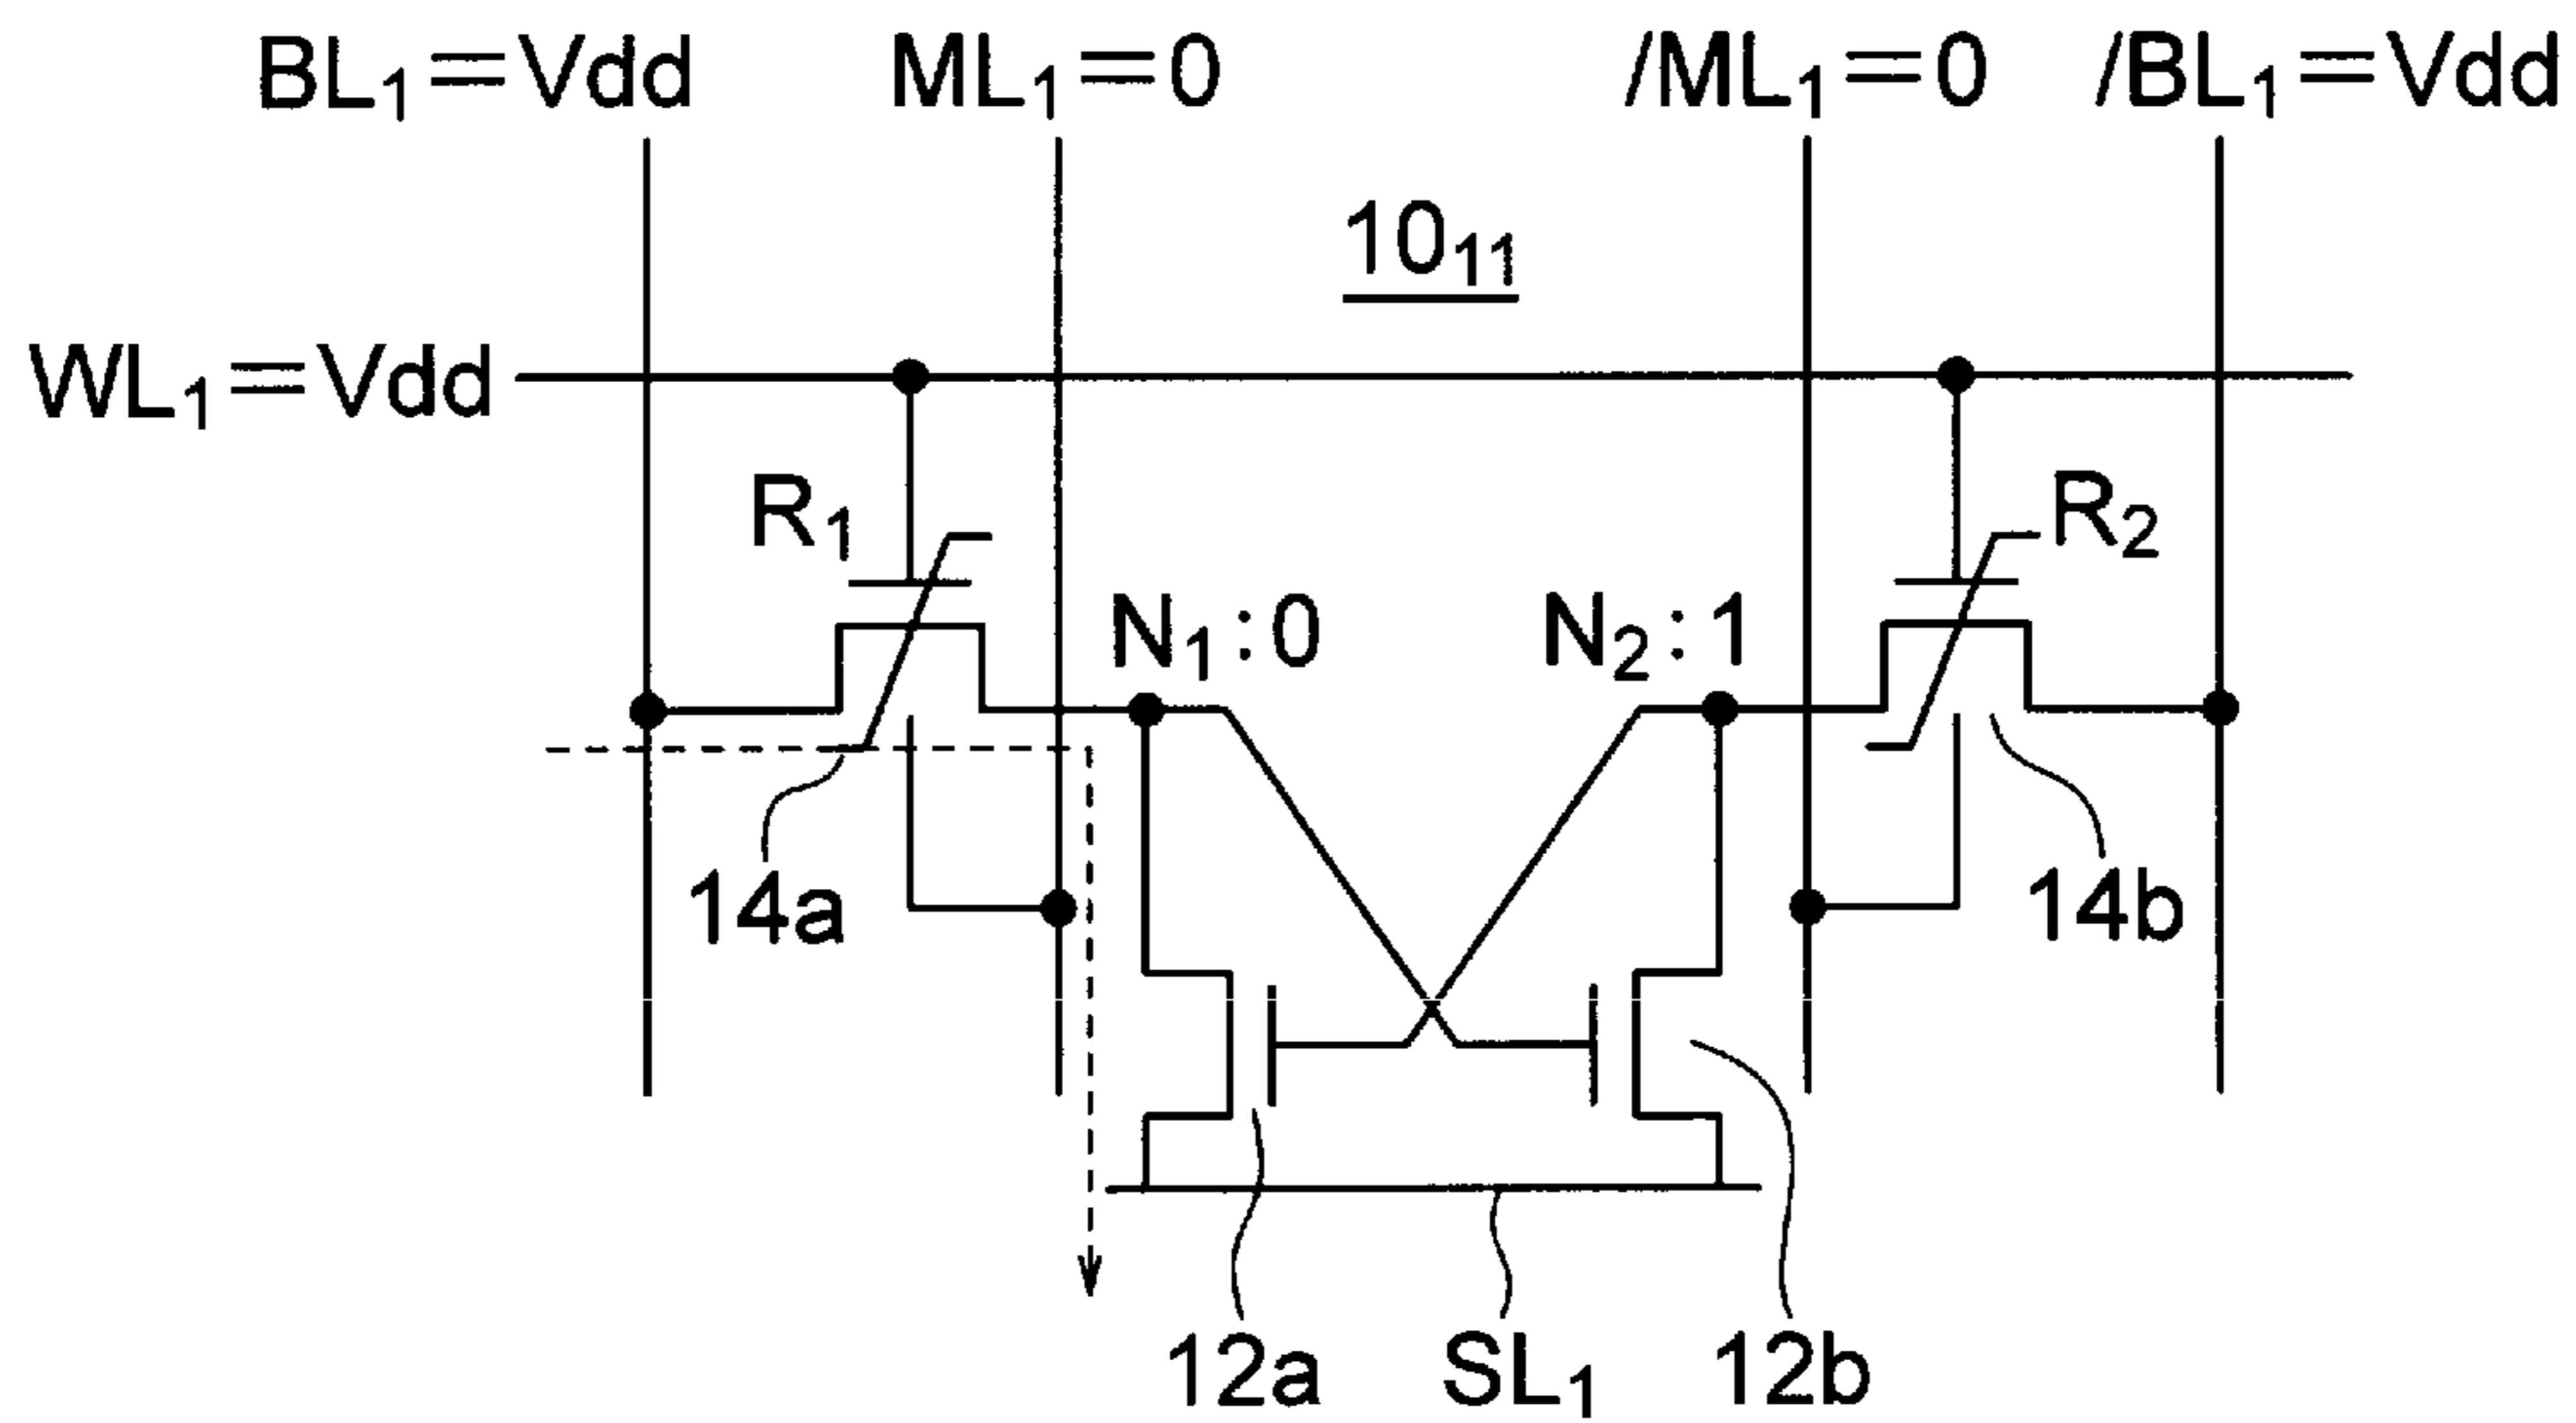 BL₁=Vdd ML₁=0 /ML₁=0 /BL₁=Vdd
10₁₁
WL₁=Vdd
R₁ R₂
N₁:0 N₂:1
14a 14b
12a SL₁ 12b